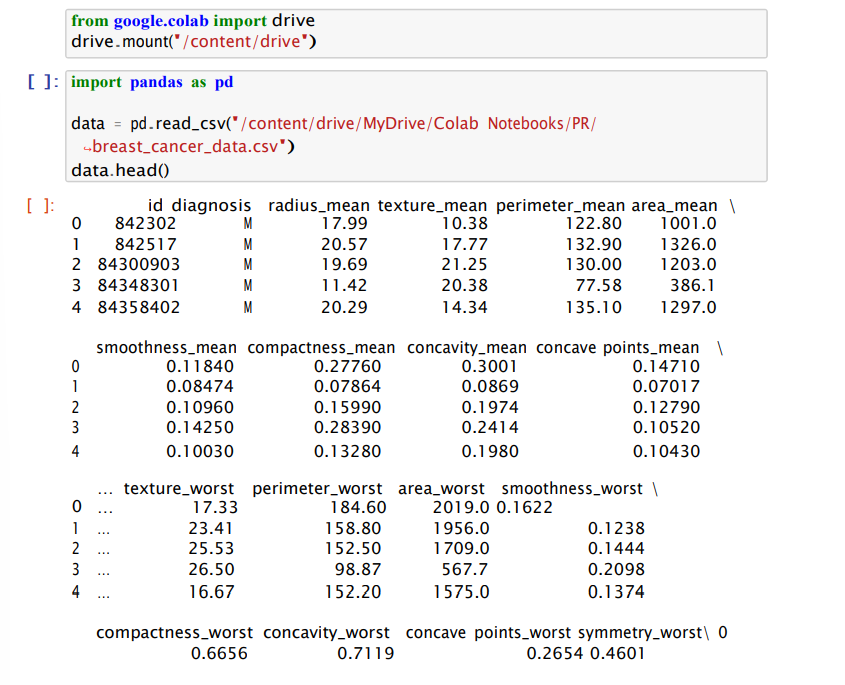 from google.colab import drive
drive.mount("/content/drive")
[ ]: import pandas as pd
data = pd.read_csv("/content/drive/MyDrive/Colab Notebooks/PR/
↪breast_cancer_data.csv")
data.head()
[ ]: id diagnosis radius_mean texture_mean perimeter_mean area_mean \
0 842302 M 17.99 10.38 122.80 1001.0
1 842517 M 20.57 17.77 132.90 1326.0
2 84300903 M 19.69 21.25 130.00 1203.0
3 84348301 M 11.42 20.38 77.58 386.1
4 84358402 M 20.29 14.34 135.10 1297.0
smoothness_mean compactness_mean concavity_mean concave points_mean \
0 0.11840 0.27760 0.3001 0.14710
1 0.08474 0.07864 0.0869 0.07017
2 0.10960 0.15990 0.1974 0.12790
3 0.14250 0.28390 0.2414 0.10520
4 0.10030 0.13280 0.1980 0.10430
... texture_worst perimeter_worst area_worst smoothness_worst \
0 ... 17.33 184.60 2019.0 0.1622
1 ... 23.41 158.80 1956.0 0.1238
2 ... 25.53 152.50 1709.0 0.1444
3 ... 26.50 98.87 567.7 0.2098
4 ... 16.67 152.20 1575.0 0.1374
compactness_worst concavity_worst concave points_worst symmetry_worst\ 0
0.6656 0.7119 0.2654 0.4601